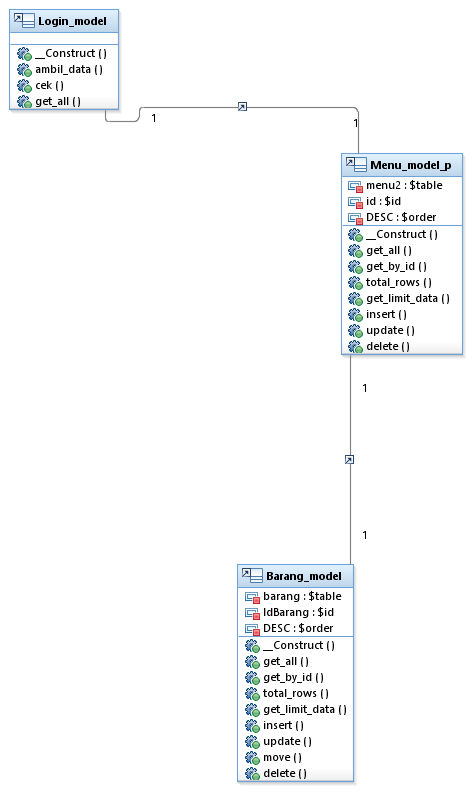 Login_model
__Construct ()
ambil_data ()
cek ()
get_all ()
1
1
Menu_model_p
menu2 : $table
id : $id
DESC : $order
__Construct ()
get_all ()
get_by_id ()
total_rows ()
get_limit_data ()
insert ()
update ()
delete ()
1
1
Barang_model
barang : $table
IdBarang : $id
DESC : $order
__Construct ()
get_all ()
get_by_id ()
total_rows ()
get_limit_data ()
insert ()
update ()
move ()
delete ()